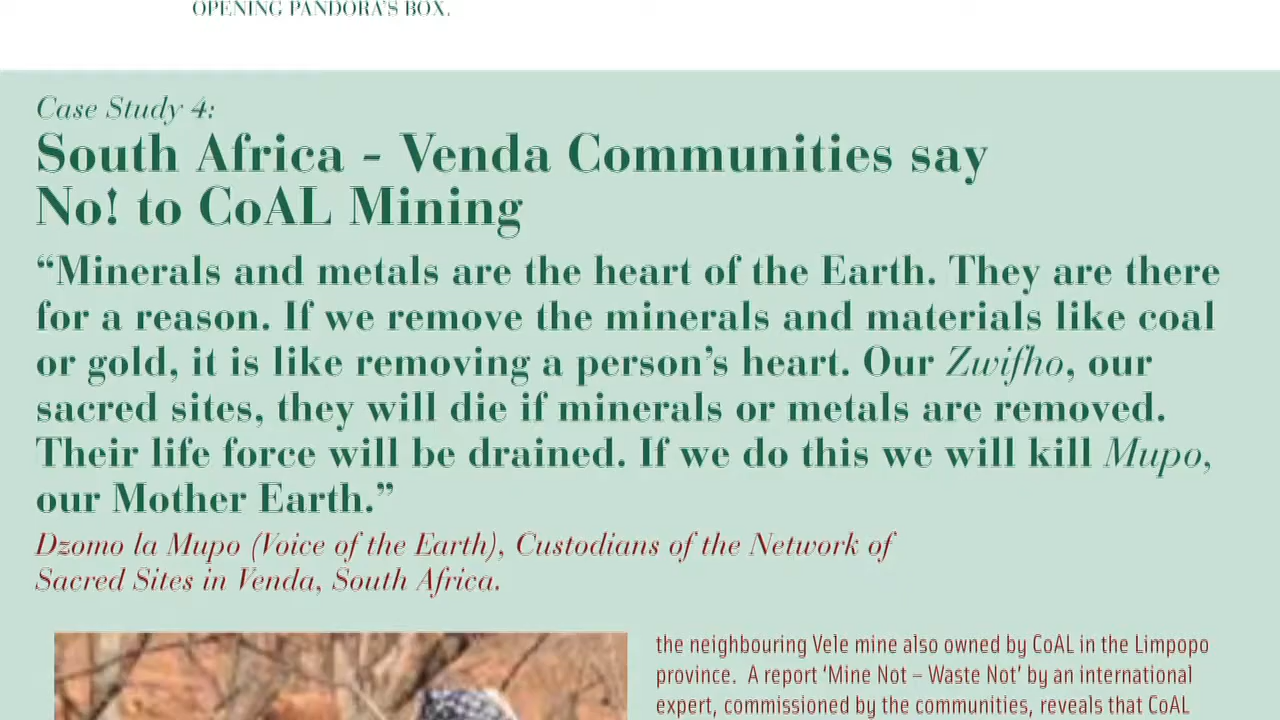 OPENING PANDORA'S BOX.
Case Study 4:
South Africa - Venda Communities say
No! to CoAL Mining
“Minerals and metals are the heart of the Earth. They are there
for a reason. If we remove the minerals and materials like coal
or gold, it is like removing a person’s heart. Our Zwifho, our
sacred sites, they will die if minerals or metals are removed.
Their life force will be drained. If we do this we will kill Mupo,
our Mother Earth.”
Dzomo la Mupo (Voice of the Earth), Custodians of the Network of
Sacred Sites in Venda, South Africa.
the neighbouring Vele mine also owned by CoAL in the Limpopo
province. A report ‘Mine Not – Waste Not’ by an international
expert, commissioned by the communities, reveals that CoAL